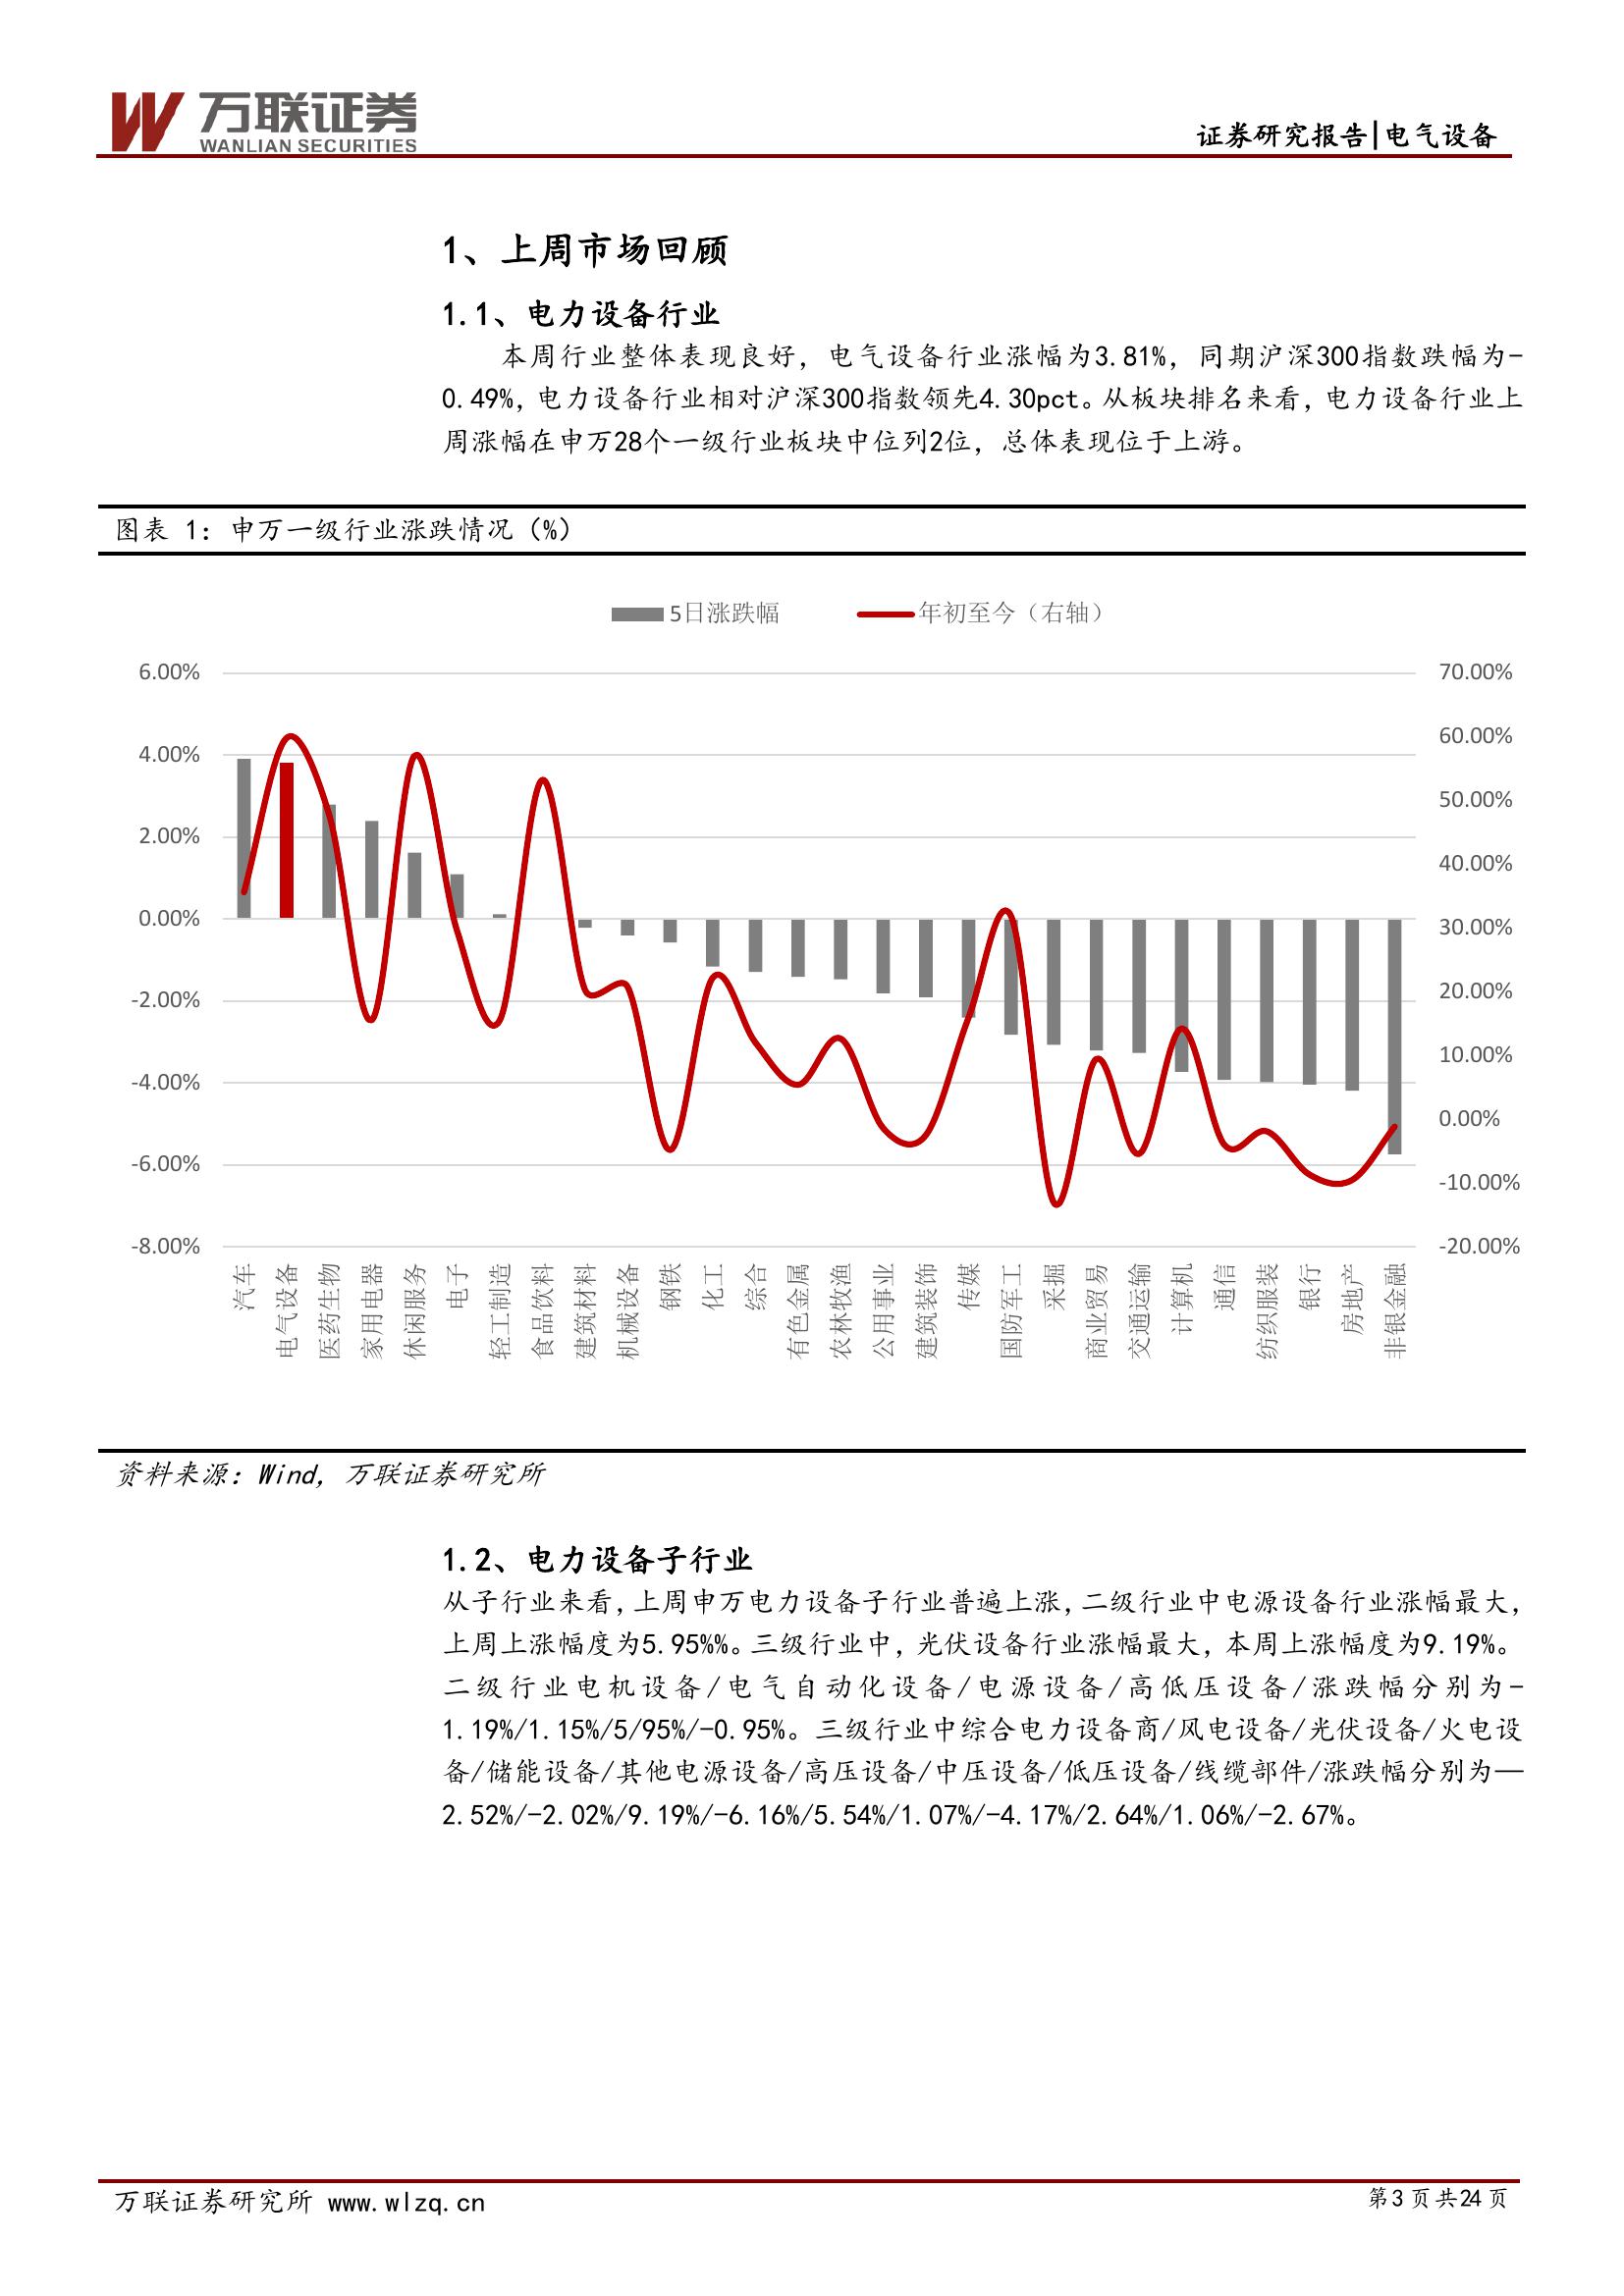 万联证券
WANLIAN SECURITIES
证券研究报告|电气设备
1、上周市场回顾
1.1、电力设备行业
本周行业整体表现良好，电气设备行业涨幅为3.81%，同期沪深300指数跌幅为-
0.49%，电力设备行业相对沪深300指数领先4.30pct。从板块排名来看，电力设备行业上
周涨幅在申万28个一级行业板块中位列2位，总体表现位于上游。
图表 1：申万一级行业涨跌情况（%）
5日涨跌幅
年初至今（右轴）
6.00%
4.00%
2.00%
0.00%
-2.00%
-4.00%
-6.00%
-8.00%
70.00%
60.00%
50.00%
40.00%
30.00%
20.00%
10.00%
0.00%
-10.00%
-20.00%
汽车
电气设备
医药生物
家用电器
休闲服务
电子
轻工制造
食品饮料
建筑材料
机械设备
钢铁
化工
综合
有色金属
农林牧渔
公用事业
建筑装饰
传媒
国防军工
采掘
商业贸易
交通运输
计算机
通信
纺织服装
银行
房地产
非银金融
资料来源：Wind，万联证券研究所
1.2、电力设备子行业
从子行业来看，上周申万电力设备子行业普遍上涨，二级行业中电源设备行业涨幅最大，
上周上涨幅度为5.95%%。三级行业中，光伏设备行业涨幅最大，本周上涨幅度为9.19%。
二级行业电机设备/电气自动化设备/电源设备/高低压设备/涨跌幅分别为-
1.19%/1.15%/5/95%/-0.95%。三级行业中综合电力设备商/风电设备/光伏设备/火电设
备/储能设备/其他电源设备/高压设备/中压设备/低压设备/线缆部件/涨跌幅分别为—
2.52%/-2.02%/9.19%/-6.16%/5.54%/1.07%/-4.17%/2.64%/1.06%/-2.67%。
万联证券研究所 www.wlzq.cn
第3页共24页